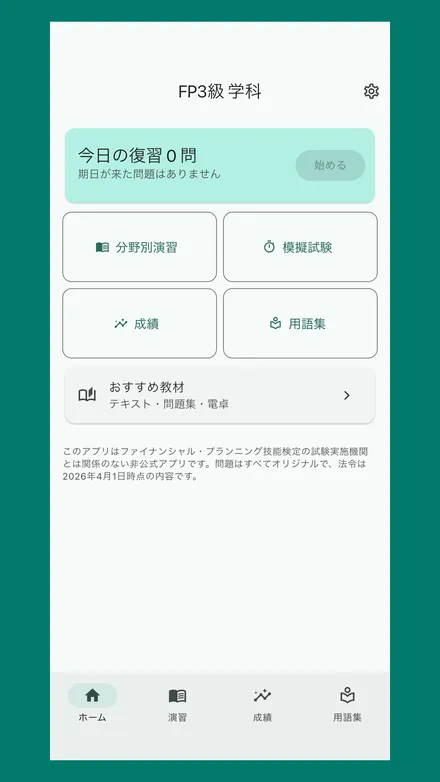 FP3級 学科
今日の復習 0 問
期日が来た問題はありません
始める
分野別演習
模擬試験
成績
用語集
おすすめ教材
テキスト・問題集・電卓
このアプリはファイナンシャル・プランニング技能検定の試験実施機関
とは関係のない非公式アプリです。問題はすべてオリジナルで、法令は
2026年4月1日時点の内容です。
ホーム
演習
成績
用語集